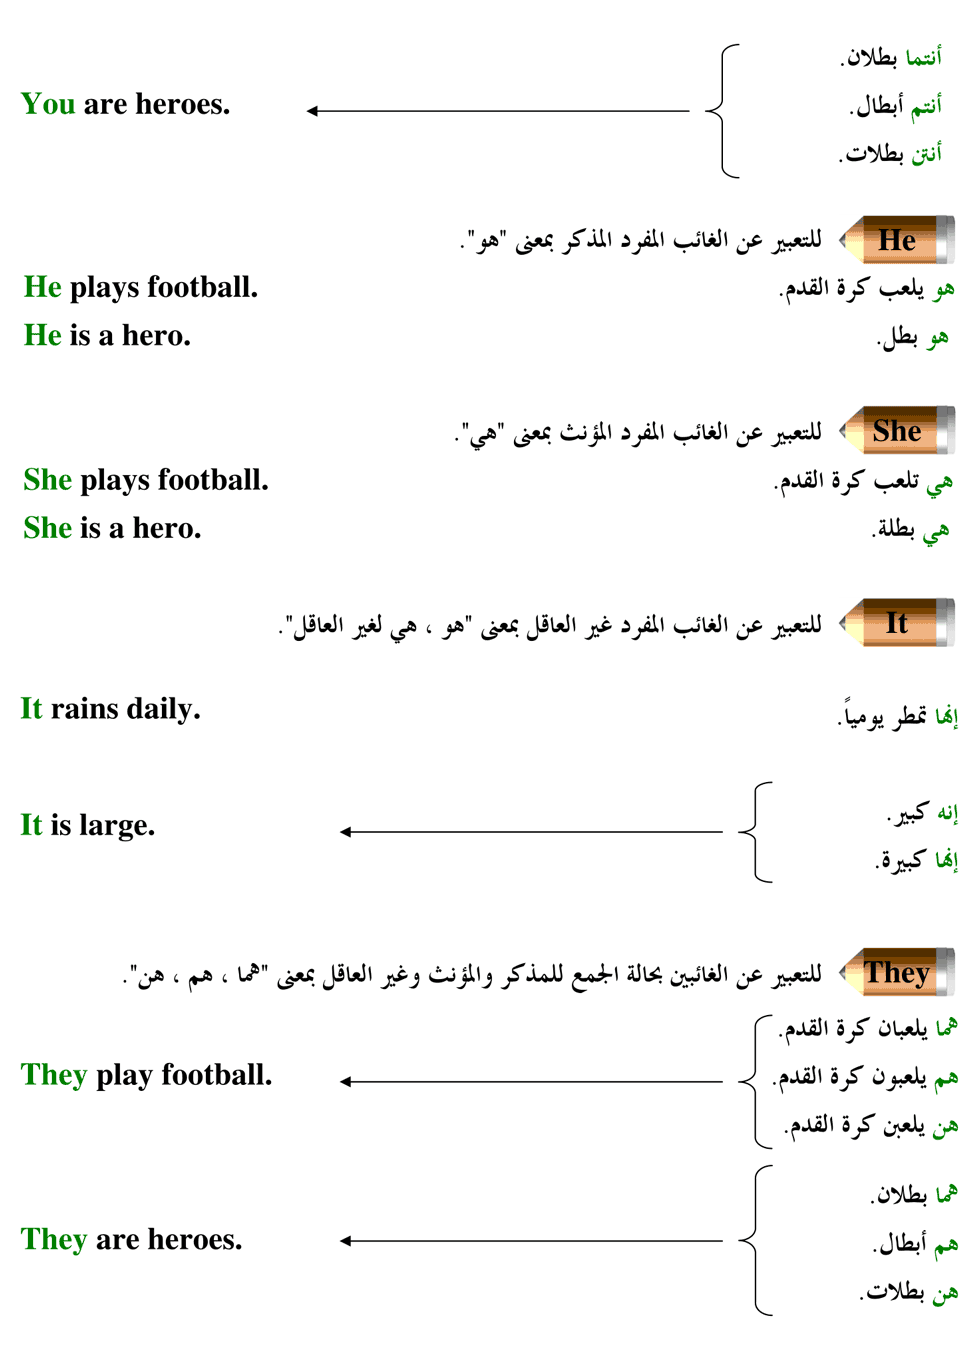 أنتما بطلان.
أنتم أبطال.
You are heroes.
أنتن بطلات.
He للتعبير عن الغائب المفرد المذكر بمعنى "هو".
He plays football. هو يلعب كرة القدم.
He is a hero. هو بطل.
She للتعبير عن الغائب المفرد المؤنث بمعنى "هي".
She plays football. هي تلعب كرة القدم.
She is a hero. هي بطلة.
It للتعبير عن الغائب المفرد غير العاقل بمعنى "هو ، هي لغير العاقل".
It rains daily. إنها تمطر يومياً.
إنه كبير.
It is large.
إنها كبيرة.
They للتعبير عن الغائبين بحالة الجمع للمذكر والمؤنث وغير العاقل بمعنى "هما ، هم ، هن".
هما يلعبان كرة القدم.
They play football. هم يلعبون كرة القدم.
هن يلعبن كرة القدم.
هما بطلان.
They are heroes. هم أبطال.
هن بطلات.